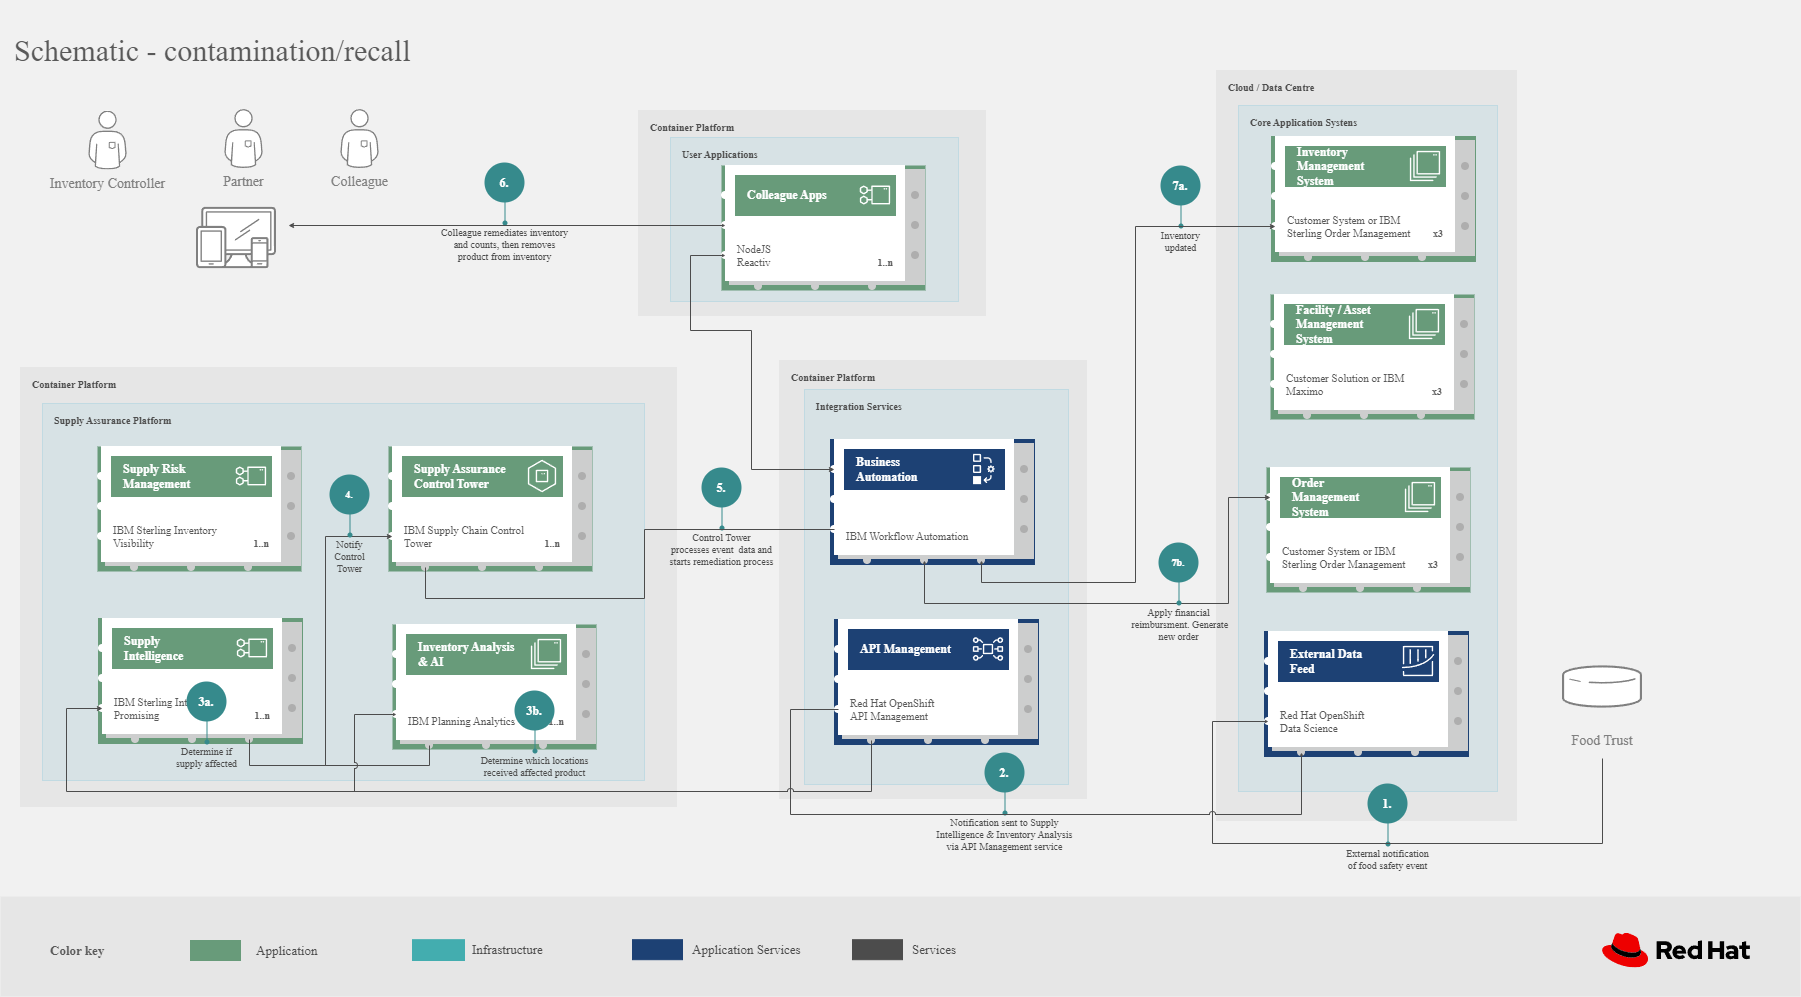 Schematic - contamination/recall
Inventory Controller
Partner
Colleague
6.
Colleague remediates inventory
and counts, then removes
product from inventory
Container Platform
User Applications
Colleague Apps
NodeJS
Reactiv
1..n
7a.
Inventory
updated
Cloud / Data Centre
Core Application Systens
Inventory
Management
System
Customer System or IBM
Sterling Order Management
x3
Facility / Asset
Management
System
Customer Solution or IBM
Maximo
x3
Order
Management
System
Customer System or IBM
Sterling Order Management
x3
External Data
Feed
Red Hat OpenShift
Data Science
Container Platform
Supply Assurance Platform
Supply Risk
Management
IBM Sterling Inventory
Visibility
1..n
4.
Notify
Control
Tower
Supply Assurance
Control Tower
IBM Supply Chain Control
Tower
1..n
Supply
Intelligence
IBM Sterling
Promising
1..n
3a.
Determine if
supply affected
Inventory Analysis
& AI
IBM Planning Analytics
..n
3b.
Determine which locations
received affected product
5.
Control Tower
processes event data and
starts remediation process
Container Platform
Integration Services
Business
Automation
IBM Workflow Automation
API Management
Red Hat OpenShift
API Management
7b.
Apply financial
reimbursment. Generate
new order
2.
Notification sent to Supply
Intelligence & Inventory Analysis
via API Management service
1.
External notification
of food safety event
Food Trust
Color key
Application
Infrastructure
Application Services
Services
Red Hat